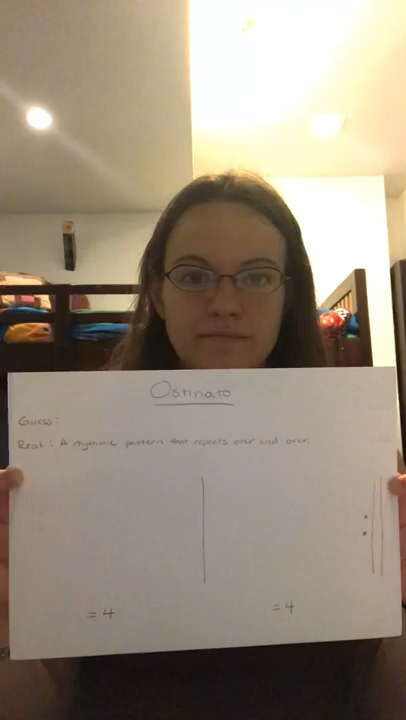 Ostinato
Guess:
Real: A rhythmic pattern that repeats over and over.
= 4 = 4